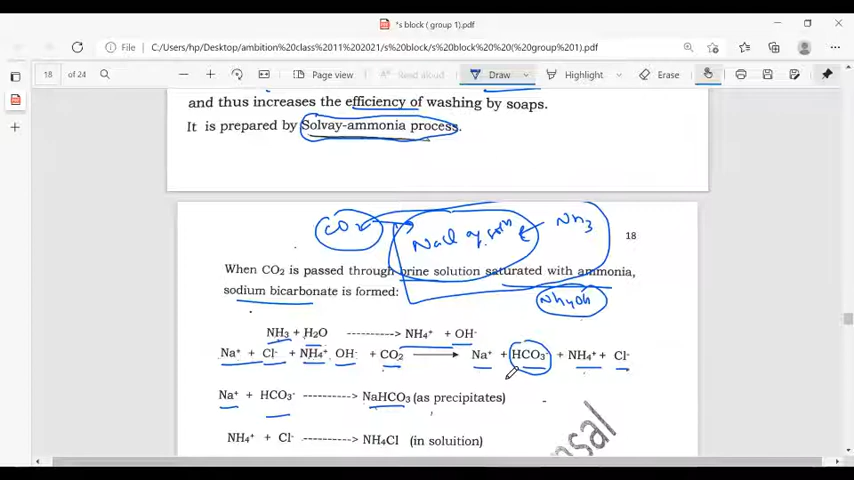 *s block ( group 1).pdf
File C:/Users/hp/Desktop/ambition%20class%2011%202021/s%20block/s%20block%20%20(%20group%201).pdf
18 of 24 Page view Read aloud Draw Highlight Erase
and thus increases the efficiency of washing by soaps.
It is prepared by Solvay-ammonia process.
CO2 NaCl aq. soln NH3
18
When CO2 is passed through brine solution saturated with ammonia,
sodium bicarbonate is formed:
NH4OH
NH3 + H2O ----------> NH4+ + OH-
Na+ + Cl- + NH4+ OH- + CO2 ⟶ Na+ + HCO3- + NH4+ + Cl-
Na+ + HCO3- -----------> NaHCO3 (as precipitates)
NH4+ + Cl- -----------> NH4Cl (in soluition)
nsal